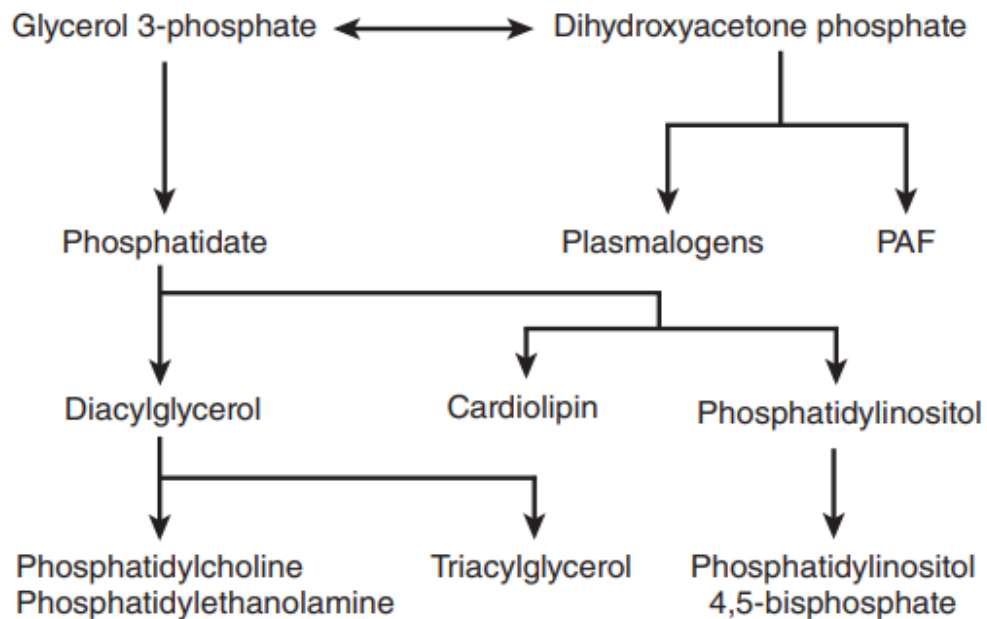 Glycerol 3-phosphate
Dihydroxyacetone phosphate
Phosphatidate
Plasmalogens
PAF
Diacylglycerol
Cardiolipin
Phosphatidylinositol
Phosphatidylcholine
Phosphatidylethanolamine
Triacylglycerol
Phosphatidylinositol
4,5-bisphosphate